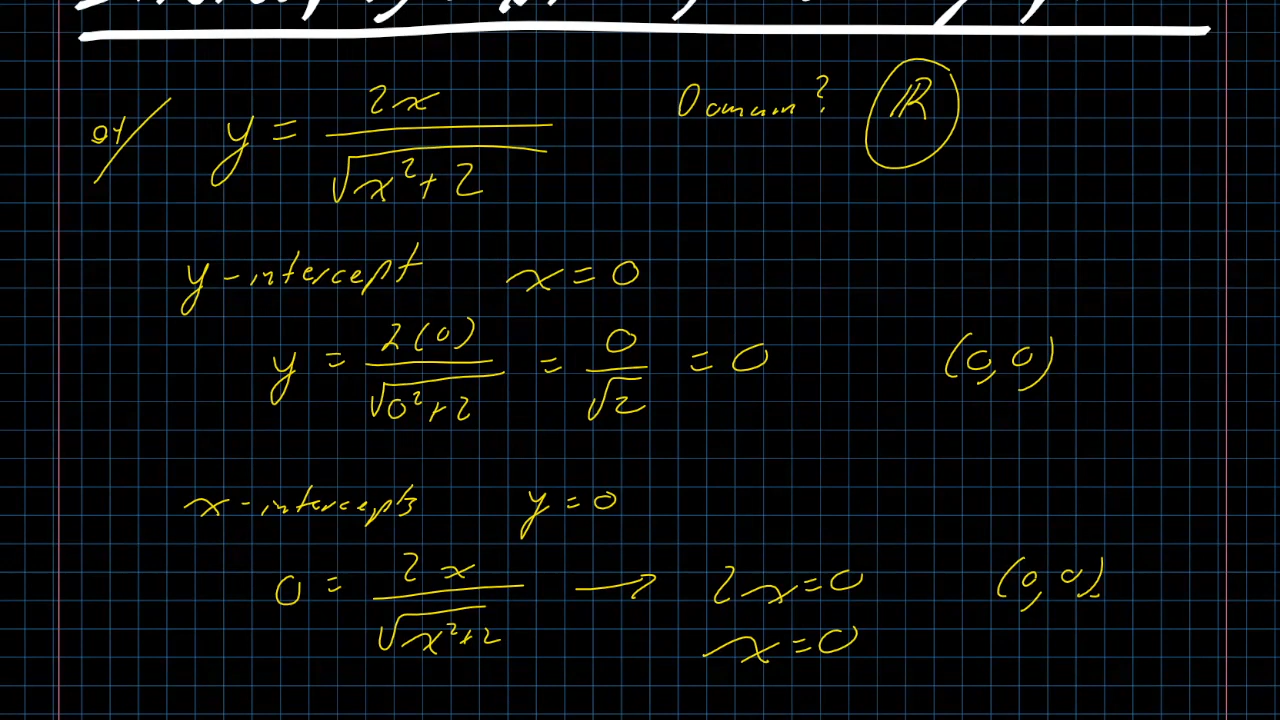 ex/ y = 2x / √(x² + 2) Domain? ℝ
y-intercept x = 0
y = 2(0) / √(0² + 2) = 0 / √2 = 0 (0, 0)
x-intercepts y = 0
0 = 2x / √(x² + 2) → 2x = 0 (0, 0)
x = 0